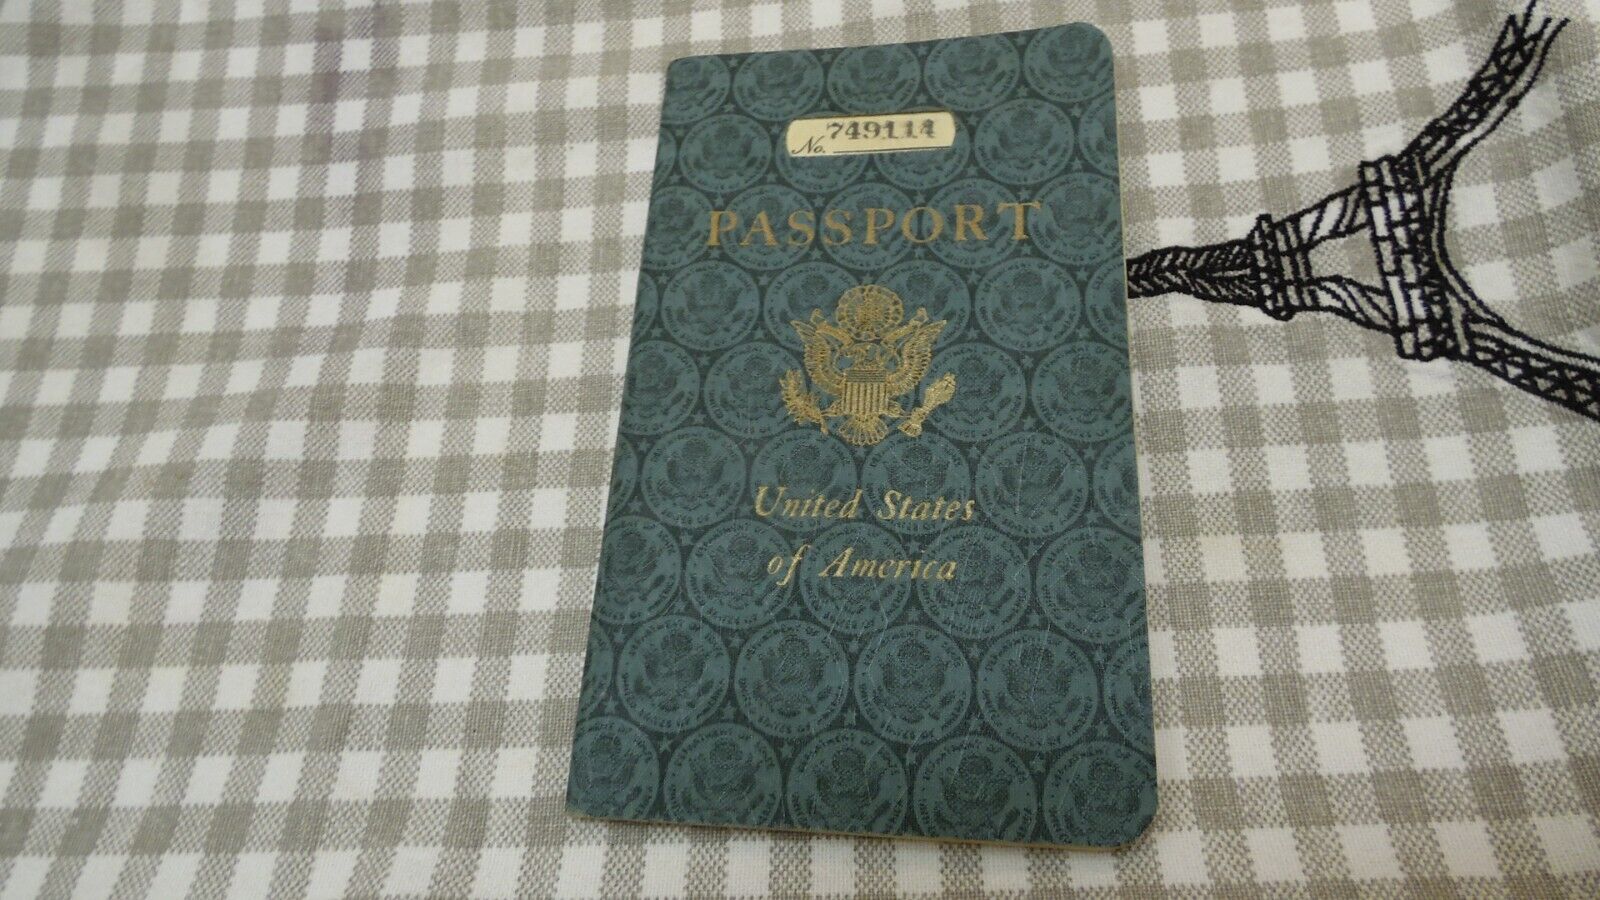 No. 749114
PASSPORT
United States
of America